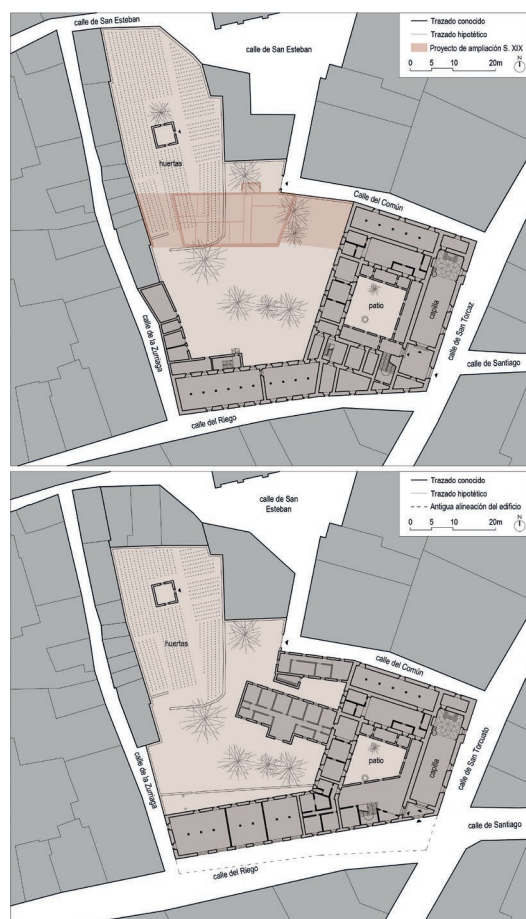 calle de San Esteban
calle de San Esteban
Trazado conocido
Trazado hipotético
Proyecto de ampliación S. XIX
0 5 10 20m
N
huertas
Calle del Común
patio
capilla
calle de San Torcaz
calle de la Zurriaga
calle de Santiago
calle del Riego
calle de San
Esteban
Trazado conocido
Trazado hipotético
Antigua alineación del edificio
0 5 10 20m
N
huertas
calle del Común
patio
capilla
calle de San Torcuato
calle de la Zurriaga
calle de Santiago
calle del Riego